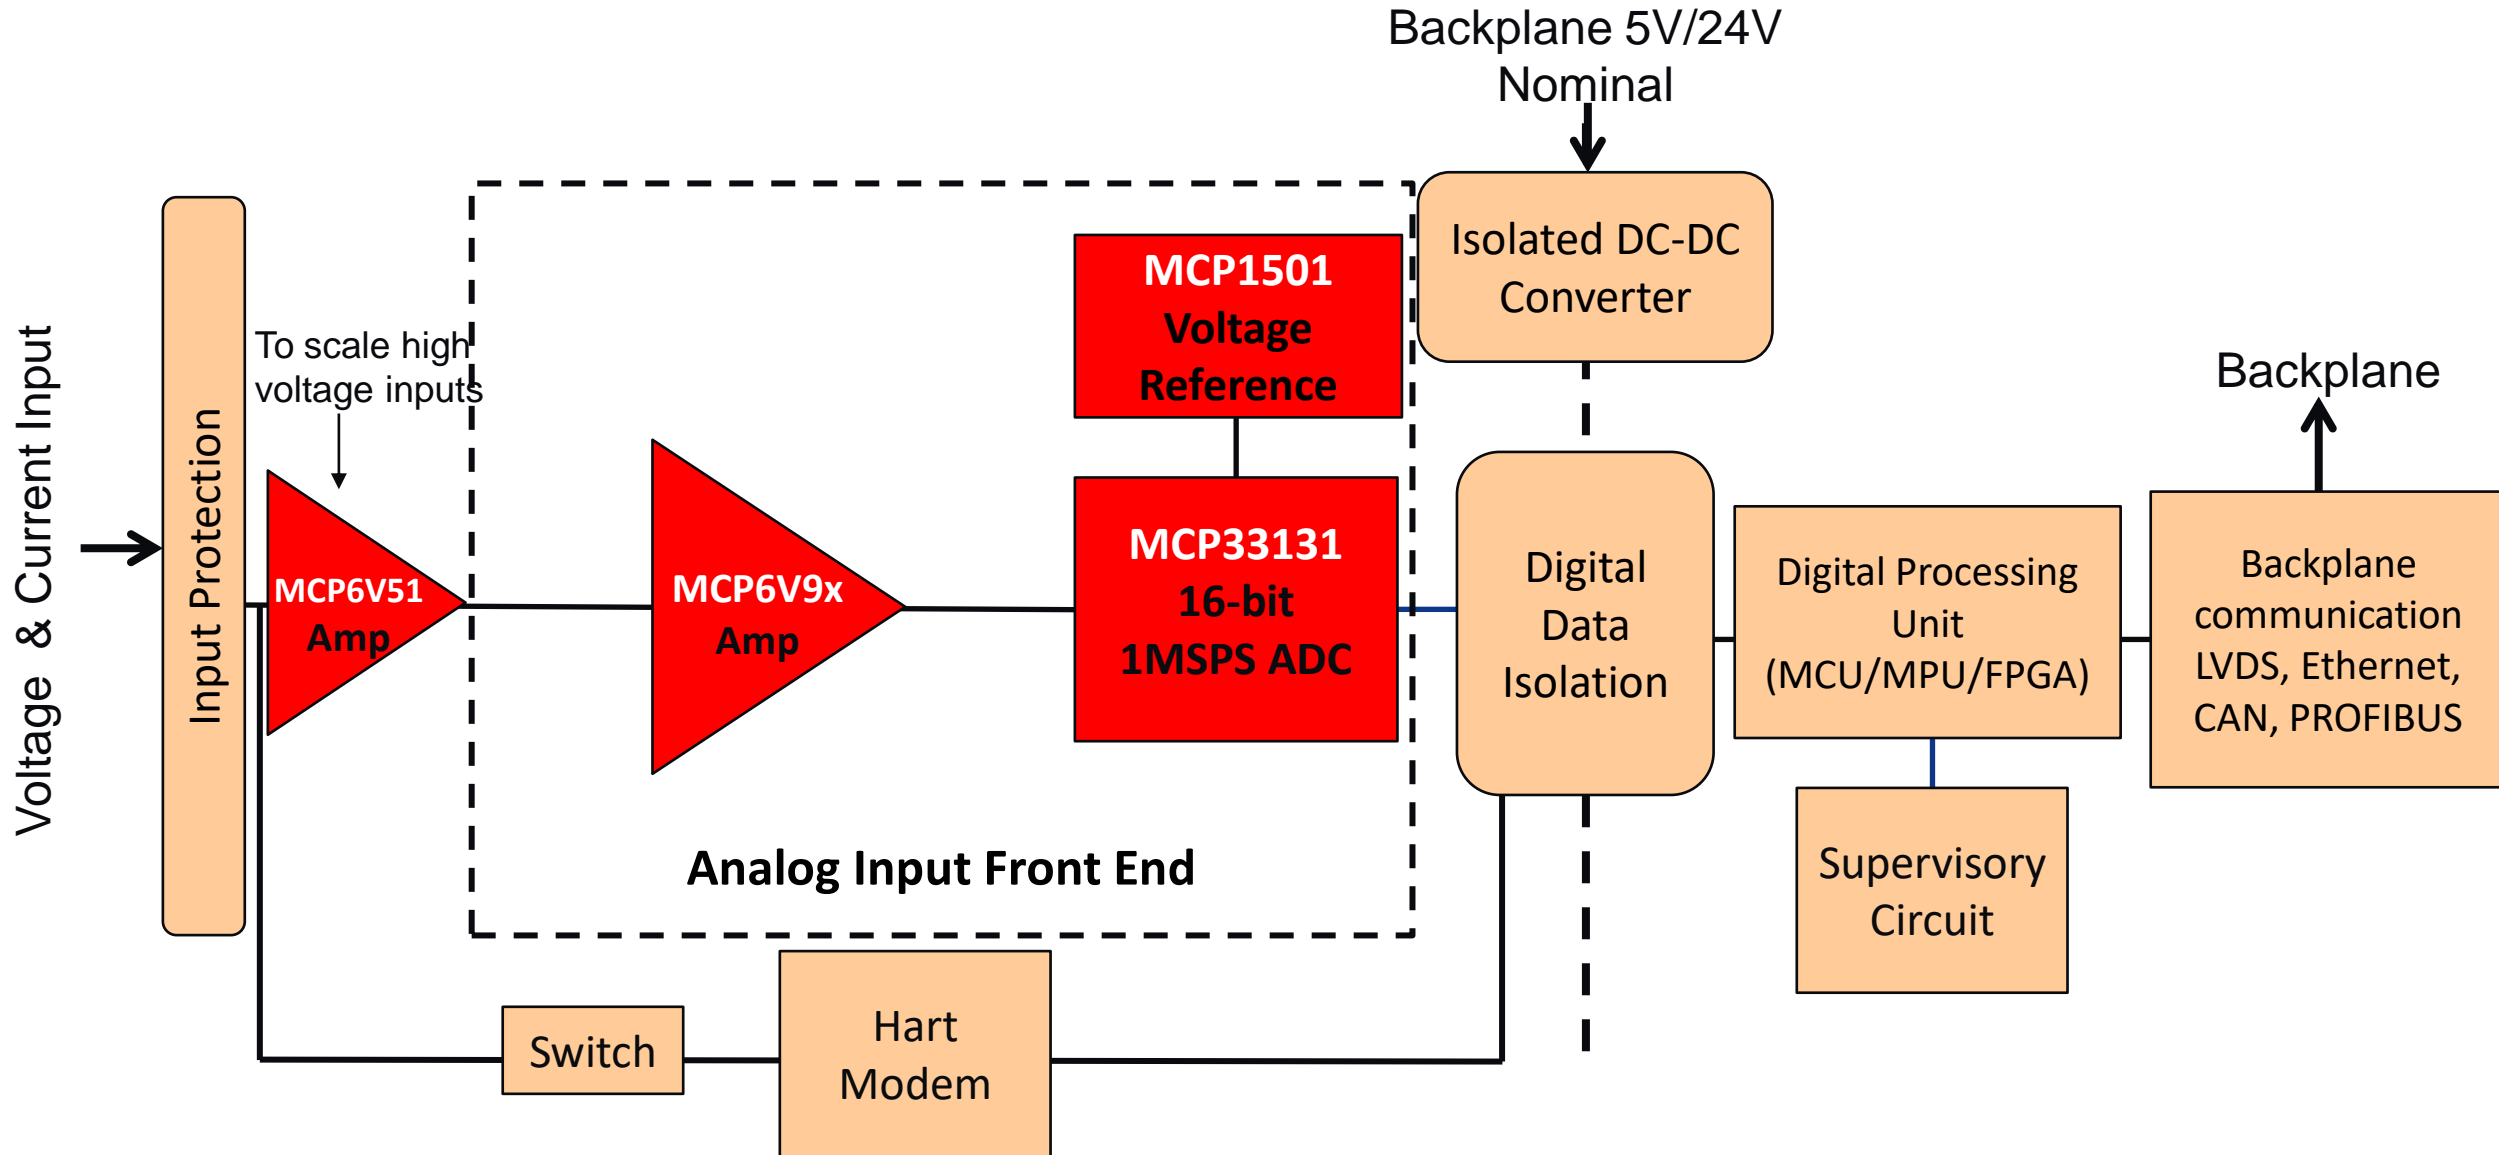 Backplane 5V/24V
Nominal
Isolated DC-DC
Converter
MCP1501
Voltage
Reference
To scale high
voltage inputs
Voltage & Current Input
Input Protection
MCP6V51
Amp
MCP6V9x
Amp
MCP33131
16-bit
1MSPS ADC
Digital
Data
Isolation
Digital Processing
Unit
(MCU/MPU/FPGA)
Backplane
Backplane
communication
LVDS, Ethernet,
CAN, PROFIBUS
Analog Input Front End
Supervisory
Circuit
Switch
Hart
Modem